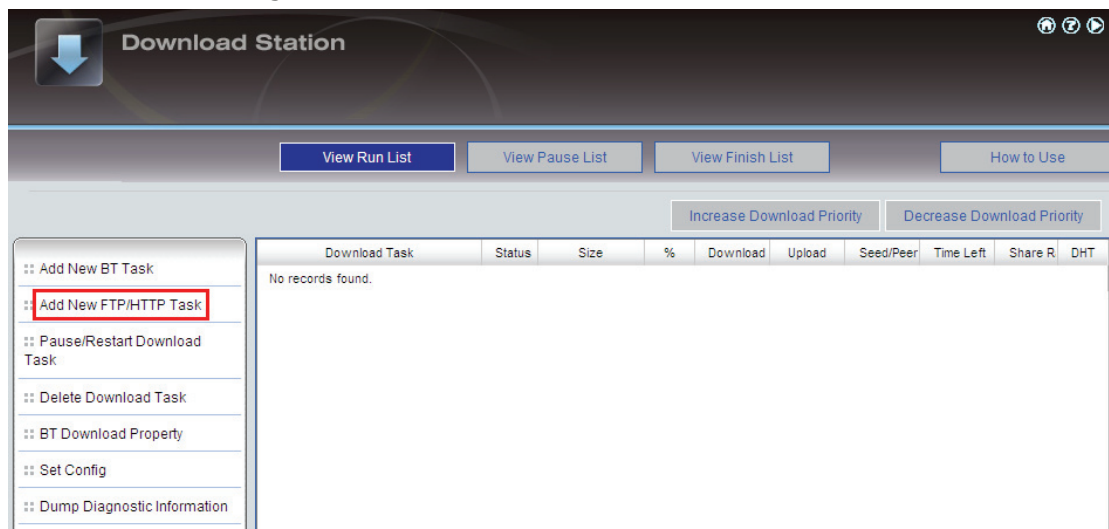 Download Station
View Run List View Pause List View Finish List How to Use
Increase Download Priority Decrease Download Priority
Download Task Status Size % Download Upload Seed/Peer Time Left Share R DHT
No records found.
Add New BT Task
Add New FTP/HTTP Task
Pause/Restart Download
Task
Delete Download Task
BT Download Property
Set Config
Dump Diagnostic Information